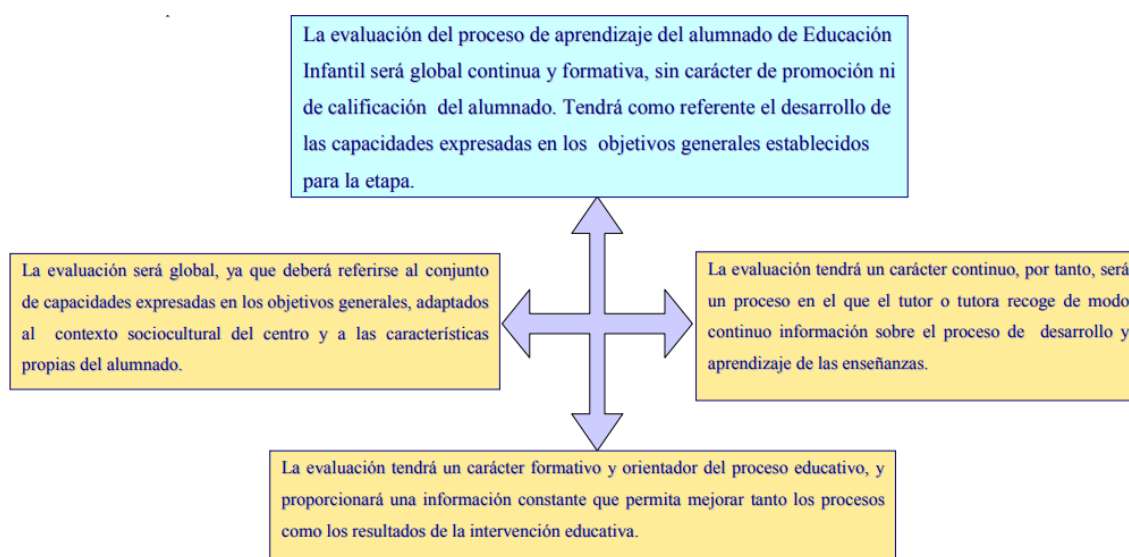 La evaluación del proceso de aprendizaje del alumnado de Educación
Infantil será global continua y formativa, sin carácter de promoción ni
de calificación del alumnado. Tendrá como referente el desarrollo de
las capacidades expresadas en los objetivos generales establecidos
para la etapa.
La evaluación será global, ya que deberá referirse al conjunto
de capacidades expresadas en los objetivos generales, adaptados
al contexto sociocultural del centro y a las características
propias del alumnado.
La evaluación tendrá un carácter continuo, por tanto, será
un proceso en el que el tutor o tutora recoge de modo
continuo información sobre el proceso de desarrollo y
aprendizaje de las enseñanzas.
La evaluación tendrá un carácter formativo y orientador del proceso educativo, y
proporcionará una información constante que permita mejorar tanto los procesos
como los resultados de la intervención educativa.